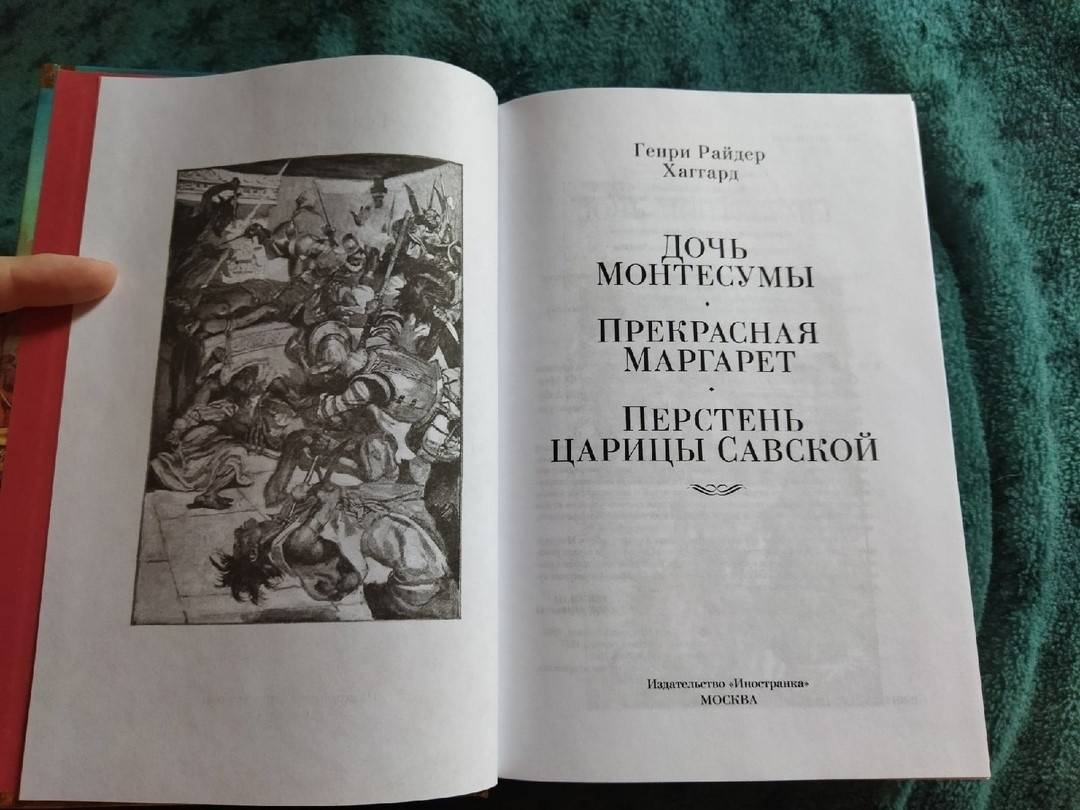 Генри Райдер
Хаггард
Дочь
Монтесумы
·
Прекрасная
Маргарет
·
Перстень
царицы Савской
Издательство «Иностранка»
МОСКВА